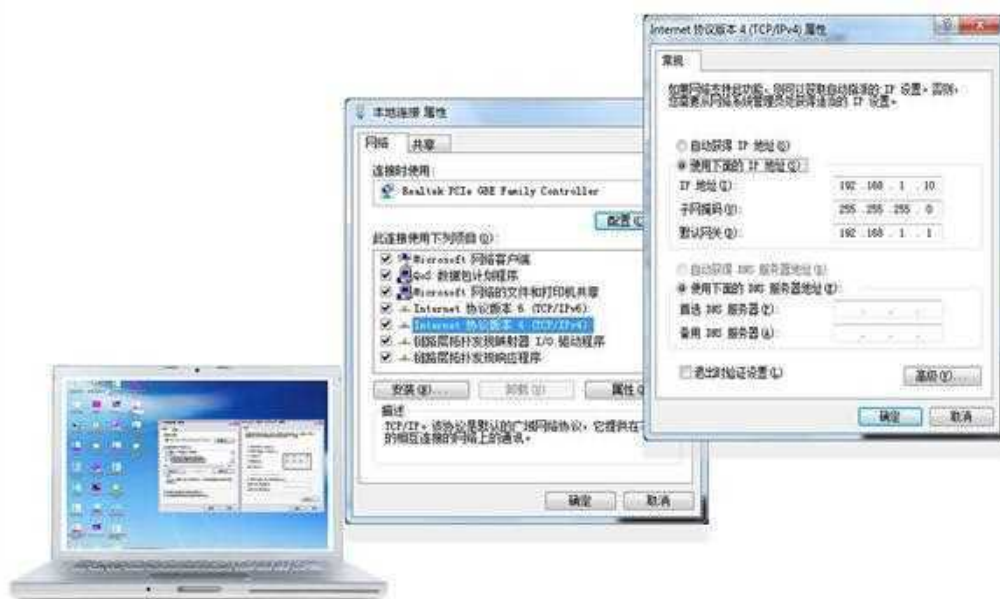 本地连接 属性
网络 共享
连接时使用:
Realtek PCIe GBE Family Controller
配置(C
此连接使用下列项目(O):
Microsoft 网络客户端
QoS 数据包计划程序
Microsoft 网络的文件和打印机共享
Internet 协议版本 6 (TCP/IPv6)
Internet 协议版本 4 (TCP/IPv4)
链路层拓扑发现映射器 I/O 驱动程序
链路层拓扑发现响应程序
安装(N)... 卸载(U) 属性
描述
TCP/IP。该协议是默认的广域网络协议，它提供在
的相互连接的网络上的通讯。
确定 取消
Internet 协议版本 4 (TCP/IPv4) 属性
常规
如果网络支持此功能，则可以获取自动指派的 IP 设置。否则，
您需要从网络系统管理员处获得适当的 IP 设置。
自动获得 IP 地址(O)
使用下面的 IP 地址(S):
IP 地址(I): 192 . 168 . 1 . 10
子网掩码(U): 255 . 255 . 255 . 0
默认网关(D): 192 . 168 . 1 . 1
自动获得 DNS 服务器地址(B)
使用下面的 DNS 服务器地址(E):
首选 DNS 服务器(P):
备用 DNS 服务器(A):
退出时验证设置(L)
高级(V)...
确定 取消